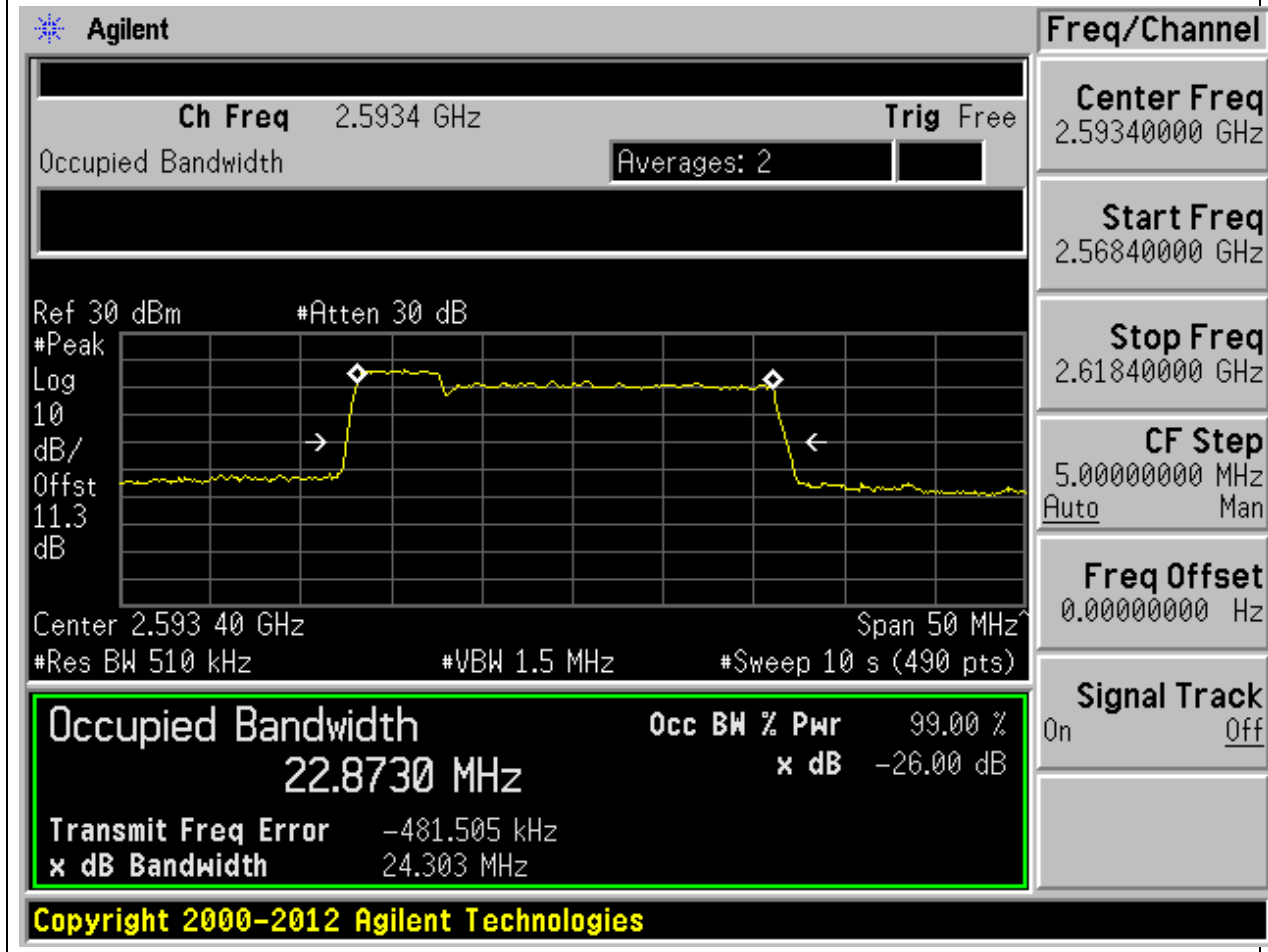 Agilent
Freq/Channel
Ch Freq 2.5934 GHz Trig Free
Occupied Bandwidth Averages: 2
Center Freq
2.59340000 GHz
Start Freq
2.56840000 GHz
Stop Freq
2.61840000 GHz
CF Step
5.00000000 MHz
Auto Man
Freq Offset
0.00000000 Hz
Signal Track
On Off
Ref 30 dBm #Atten 30 dB
#Peak
Log
10
dB/
Offst
11.3
dB
Center 2.593 40 GHz Span 50 MHz^
#Res BW 510 kHz #VBW 1.5 MHz #Sweep 10 s (490 pts)
Occupied Bandwidth Occ BW % Pwr 99.00 %
22.8730 MHz x dB -26.00 dB
Transmit Freq Error -481.505 kHz
x dB Bandwidth 24.303 MHz
Copyright 2000-2012 Agilent Technologies